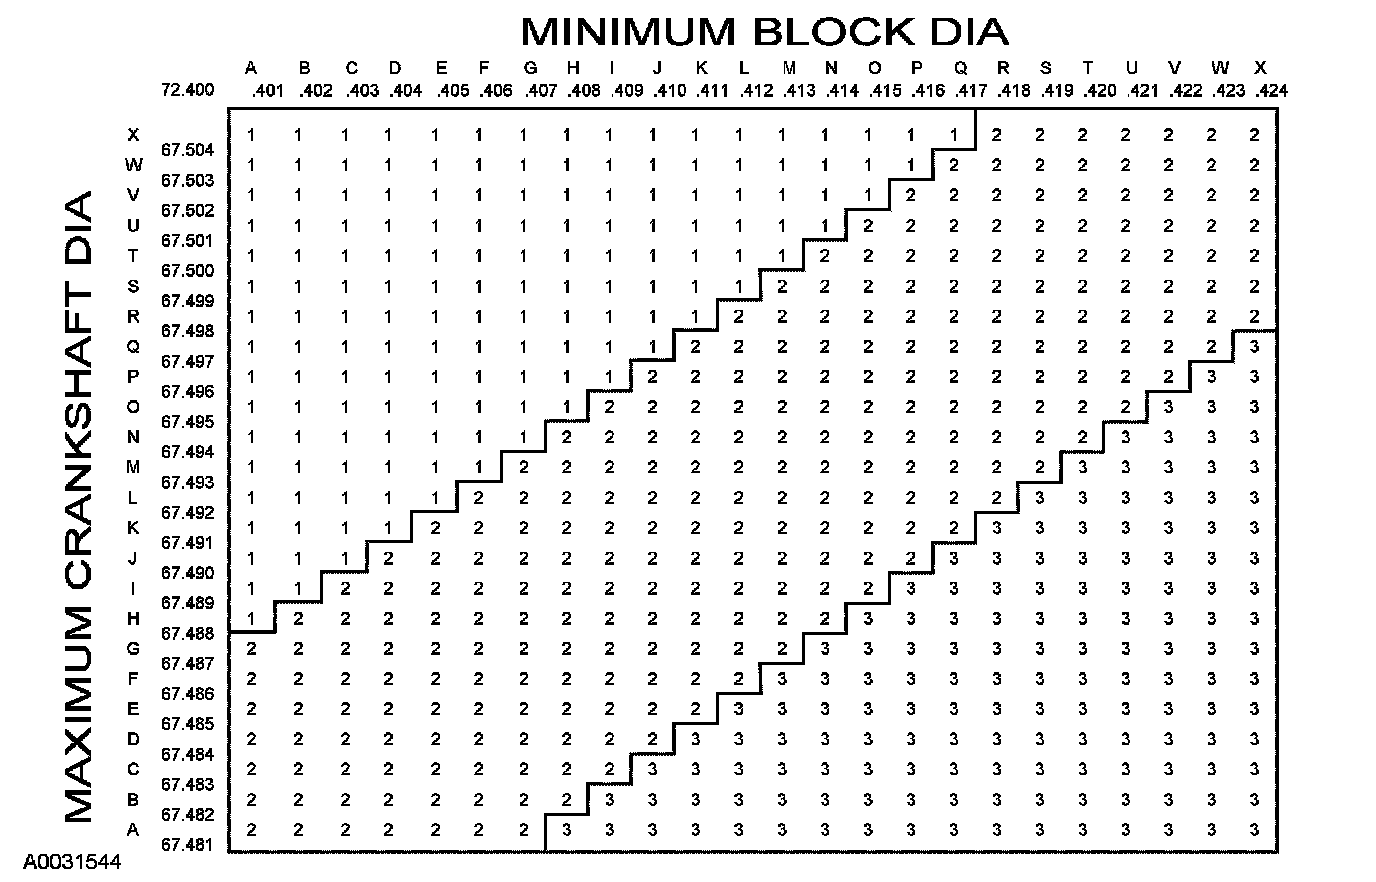 MINIMUM BLOCK DIA
A B C D E F G H I J K L M N O P Q R S T U V W X
72.400 .401 .402 .403 .404 .405 .406 .407 .408 .409 .410 .411 .412 .413 .414 .415 .416 .417 .418 .419 .420 .421 .422 .423 .424
MAXIMUM CRANKSHAFT DIA
X 1 1 1 1 1 1 1 1 1 1 1 1 1 1 1 1 1 2 2 2 2 2 2 2
67.504
W 1 1 1 1 1 1 1 1 1 1 1 1 1 1 1 1 2 2 2 2 2 2 2 2
67.503
V 1 1 1 1 1 1 1 1 1 1 1 1 1 1 1 2 2 2 2 2 2 2 2 2
67.502
U 1 1 1 1 1 1 1 1 1 1 1 1 1 1 2 2 2 2 2 2 2 2 2 2
67.501
T 1 1 1 1 1 1 1 1 1 1 1 1 1 2 2 2 2 2 2 2 2 2 2 2
67.500
S 1 1 1 1 1 1 1 1 1 1 1 1 2 2 2 2 2 2 2 2 2 2 2 2
67.499
R 1 1 1 1 1 1 1 1 1 1 1 2 2 2 2 2 2 2 2 2 2 2 2 2
67.498
Q 1 1 1 1 1 1 1 1 1 1 2 2 2 2 2 2 2 2 2 2 2 2 2 3
67.497
P 1 1 1 1 1 1 1 1 1 2 2 2 2 2 2 2 2 2 2 2 2 2 3 3
67.496
O 1 1 1 1 1 1 1 1 2 2 2 2 2 2 2 2 2 2 2 2 2 3 3 3
67.495
N 1 1 1 1 1 1 1 2 2 2 2 2 2 2 2 2 2 2 2 2 3 3 3 3
67.494
M 1 1 1 1 1 1 2 2 2 2 2 2 2 2 2 2 2 2 2 3 3 3 3 3
67.493
L 1 1 1 1 1 2 2 2 2 2 2 2 2 2 2 2 2 2 3 3 3 3 3 3
67.492
K 1 1 1 1 2 2 2 2 2 2 2 2 2 2 2 2 2 3 3 3 3 3 3 3
67.491
J 1 1 1 2 2 2 2 2 2 2 2 2 2 2 2 2 3 3 3 3 3 3 3 3
67.490
I 1 1 2 2 2 2 2 2 2 2 2 2 2 2 2 3 3 3 3 3 3 3 3 3
67.489
H 1 2 2 2 2 2 2 2 2 2 2 2 2 2 3 3 3 3 3 3 3 3 3 3
67.488
G 2 2 2 2 2 2 2 2 2 2 2 2 2 3 3 3 3 3 3 3 3 3 3 3
67.487
F 2 2 2 2 2 2 2 2 2 2 2 2 3 3 3 3 3 3 3 3 3 3 3 3
67.486
E 2 2 2 2 2 2 2 2 2 2 2 3 3 3 3 3 3 3 3 3 3 3 3 3
67.485
D 2 2 2 2 2 2 2 2 2 2 3 3 3 3 3 3 3 3 3 3 3 3 3 3
67.484
C 2 2 2 2 2 2 2 2 2 3 3 3 3 3 3 3 3 3 3 3 3 3 3 3
67.483
B 2 2 2 2 2 2 2 2 3 3 3 3 3 3 3 3 3 3 3 3 3 3 3 3
67.482
A 2 2 2 2 2 2 2 3 3 3 3 3 3 3 3 3 3 3 3 3 3 3 3 3
67.481
A0031544